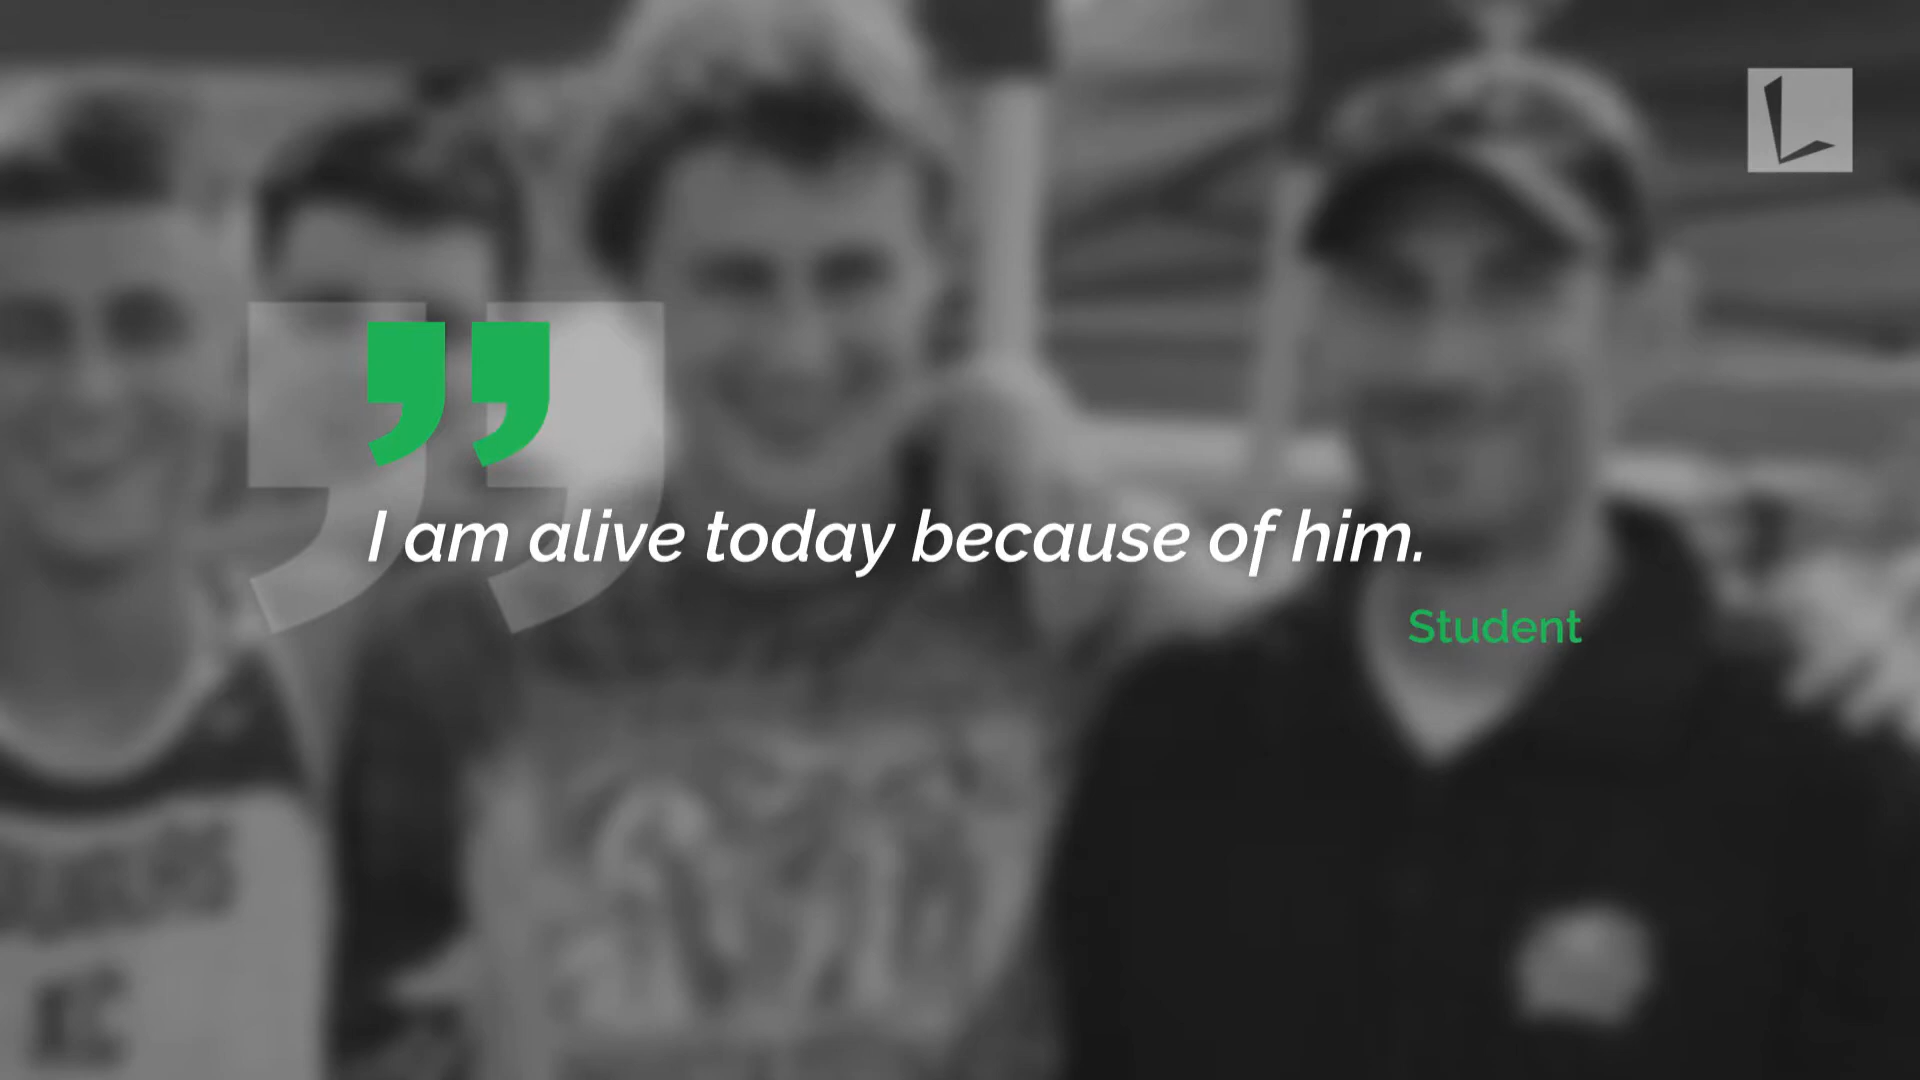 ”
I am alive today because of him.
Student